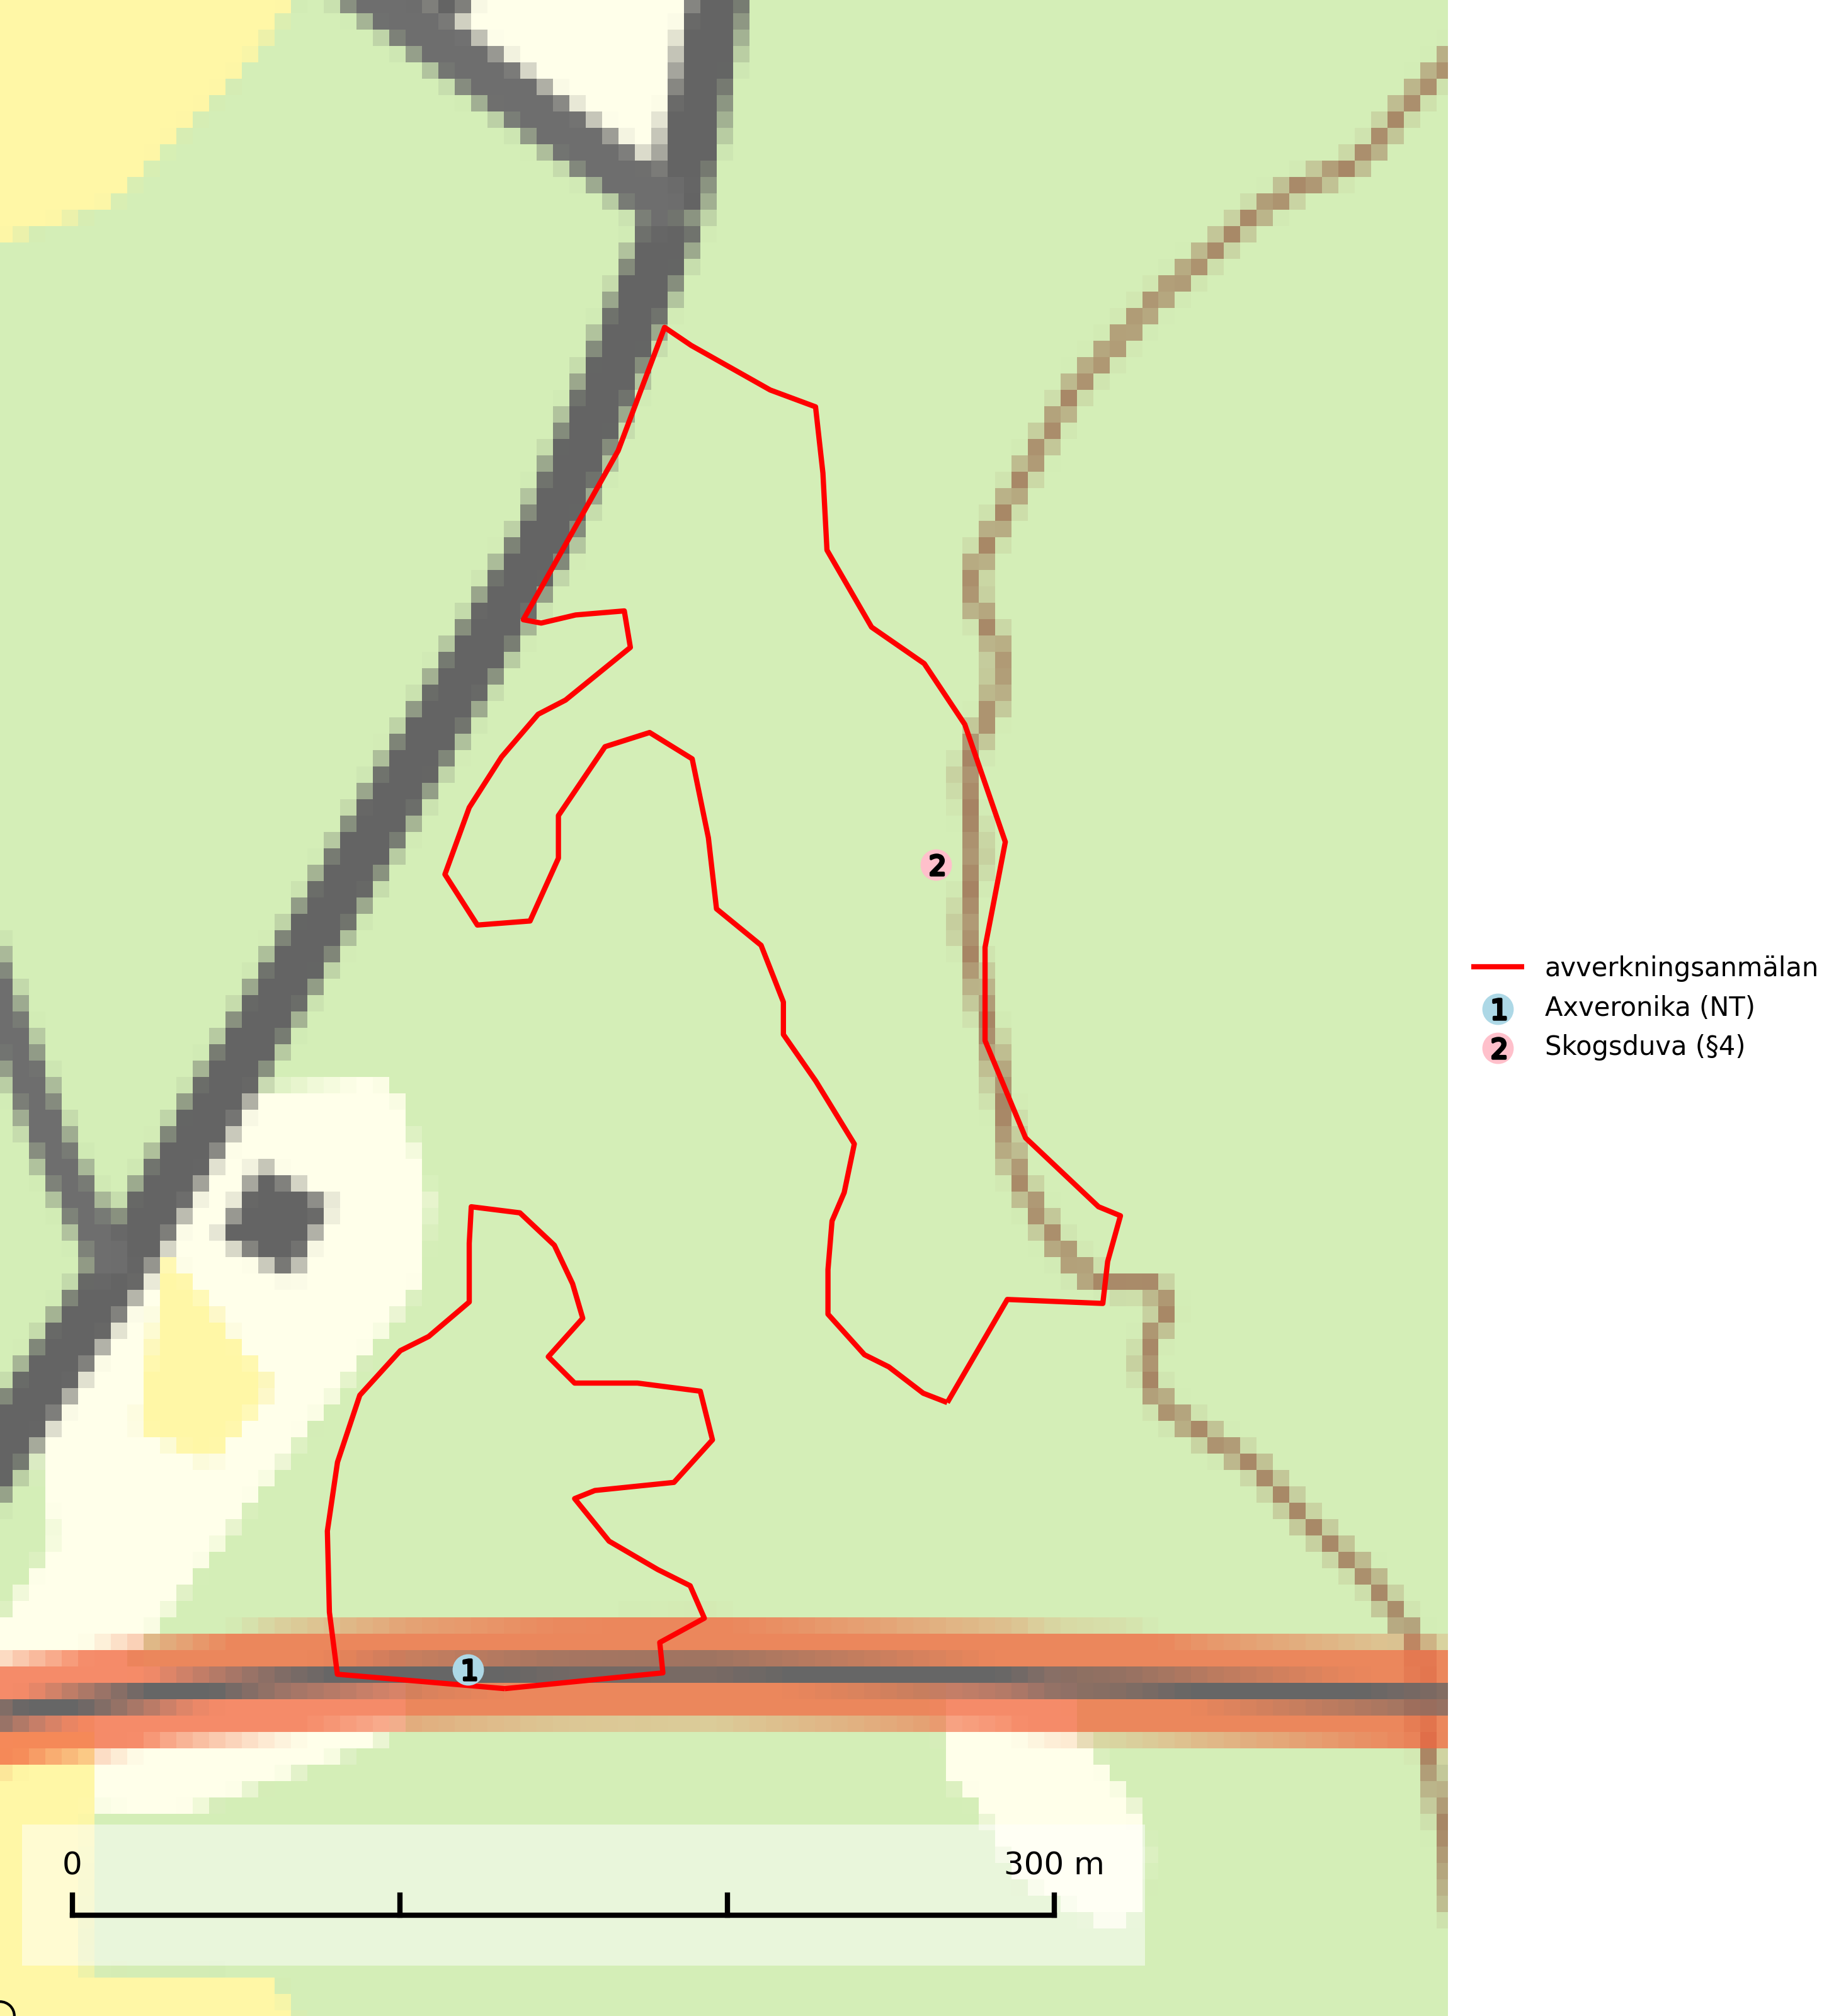 2
avverkningsanmälan
1 Axveronika (NT)
2 Skogsduva (§4)
1
0 300 m